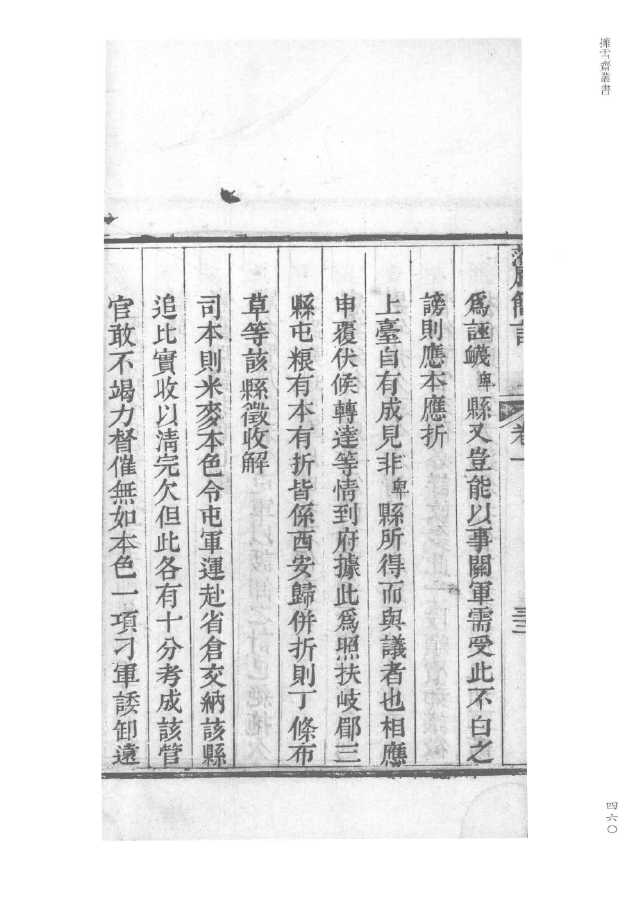 擁雪齋叢書
卷一
三三
爲誣衊卑縣又豈能以事關軍需受此不白之
謗則應本應折
上臺自有成見非卑縣所得而與議者也相應
申覆伏候轉達等情到府據此爲照扶岐郿三
縣屯粮有本有折皆係西安歸併折則丁條布
草等該縣徵收解
司本則米麥本色令屯軍運赴省倉交納該縣
追比實收以淸完欠但此各有十分考成該管
官敢不竭力督催無如本色一項刁軍諉卸遠
四六〇